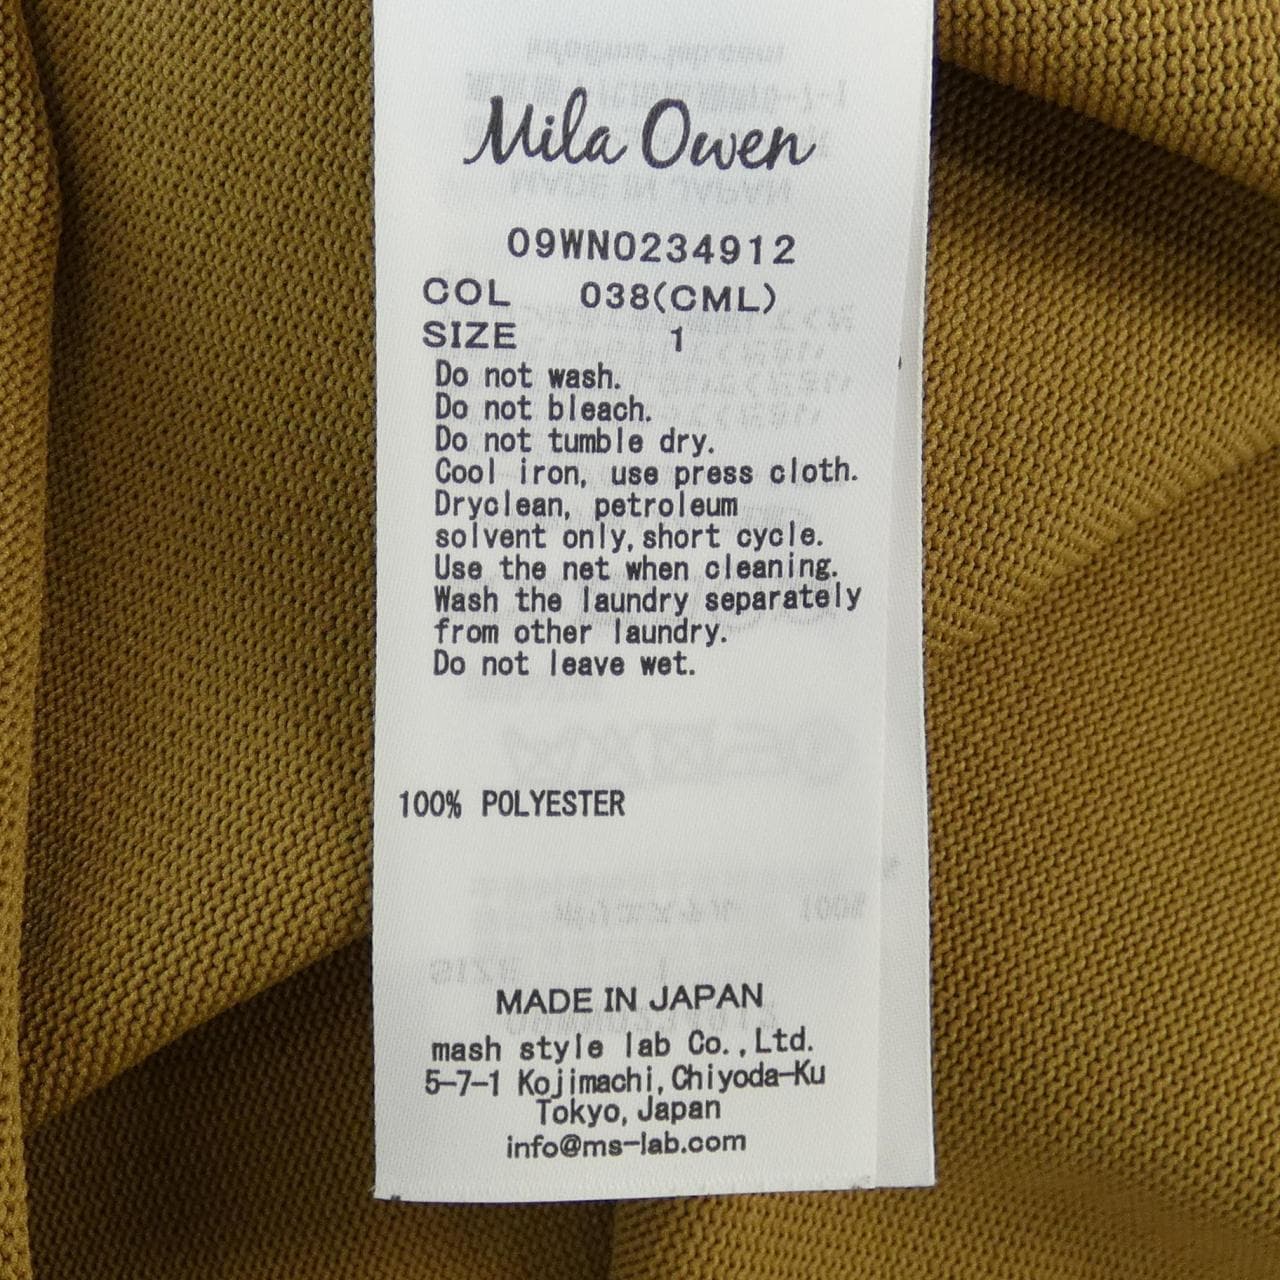 Mila Owen
09WN0234912
COL 038(CML)
SIZE 1
Do not wash.
Do not bleach.
Do not tumble dry.
Cool iron, use press cloth.
Dryclean, petroleum
solvent only, short cycle.
Use the net when cleaning.
Wash the laundry separately
from other laundry.
Do not leave wet.
100% POLYESTER
MADE IN JAPAN
mash style lab Co., Ltd.
5-7-1 Kojimachi, Chiyoda-Ku
Tokyo, Japan
info@ms-lab.com